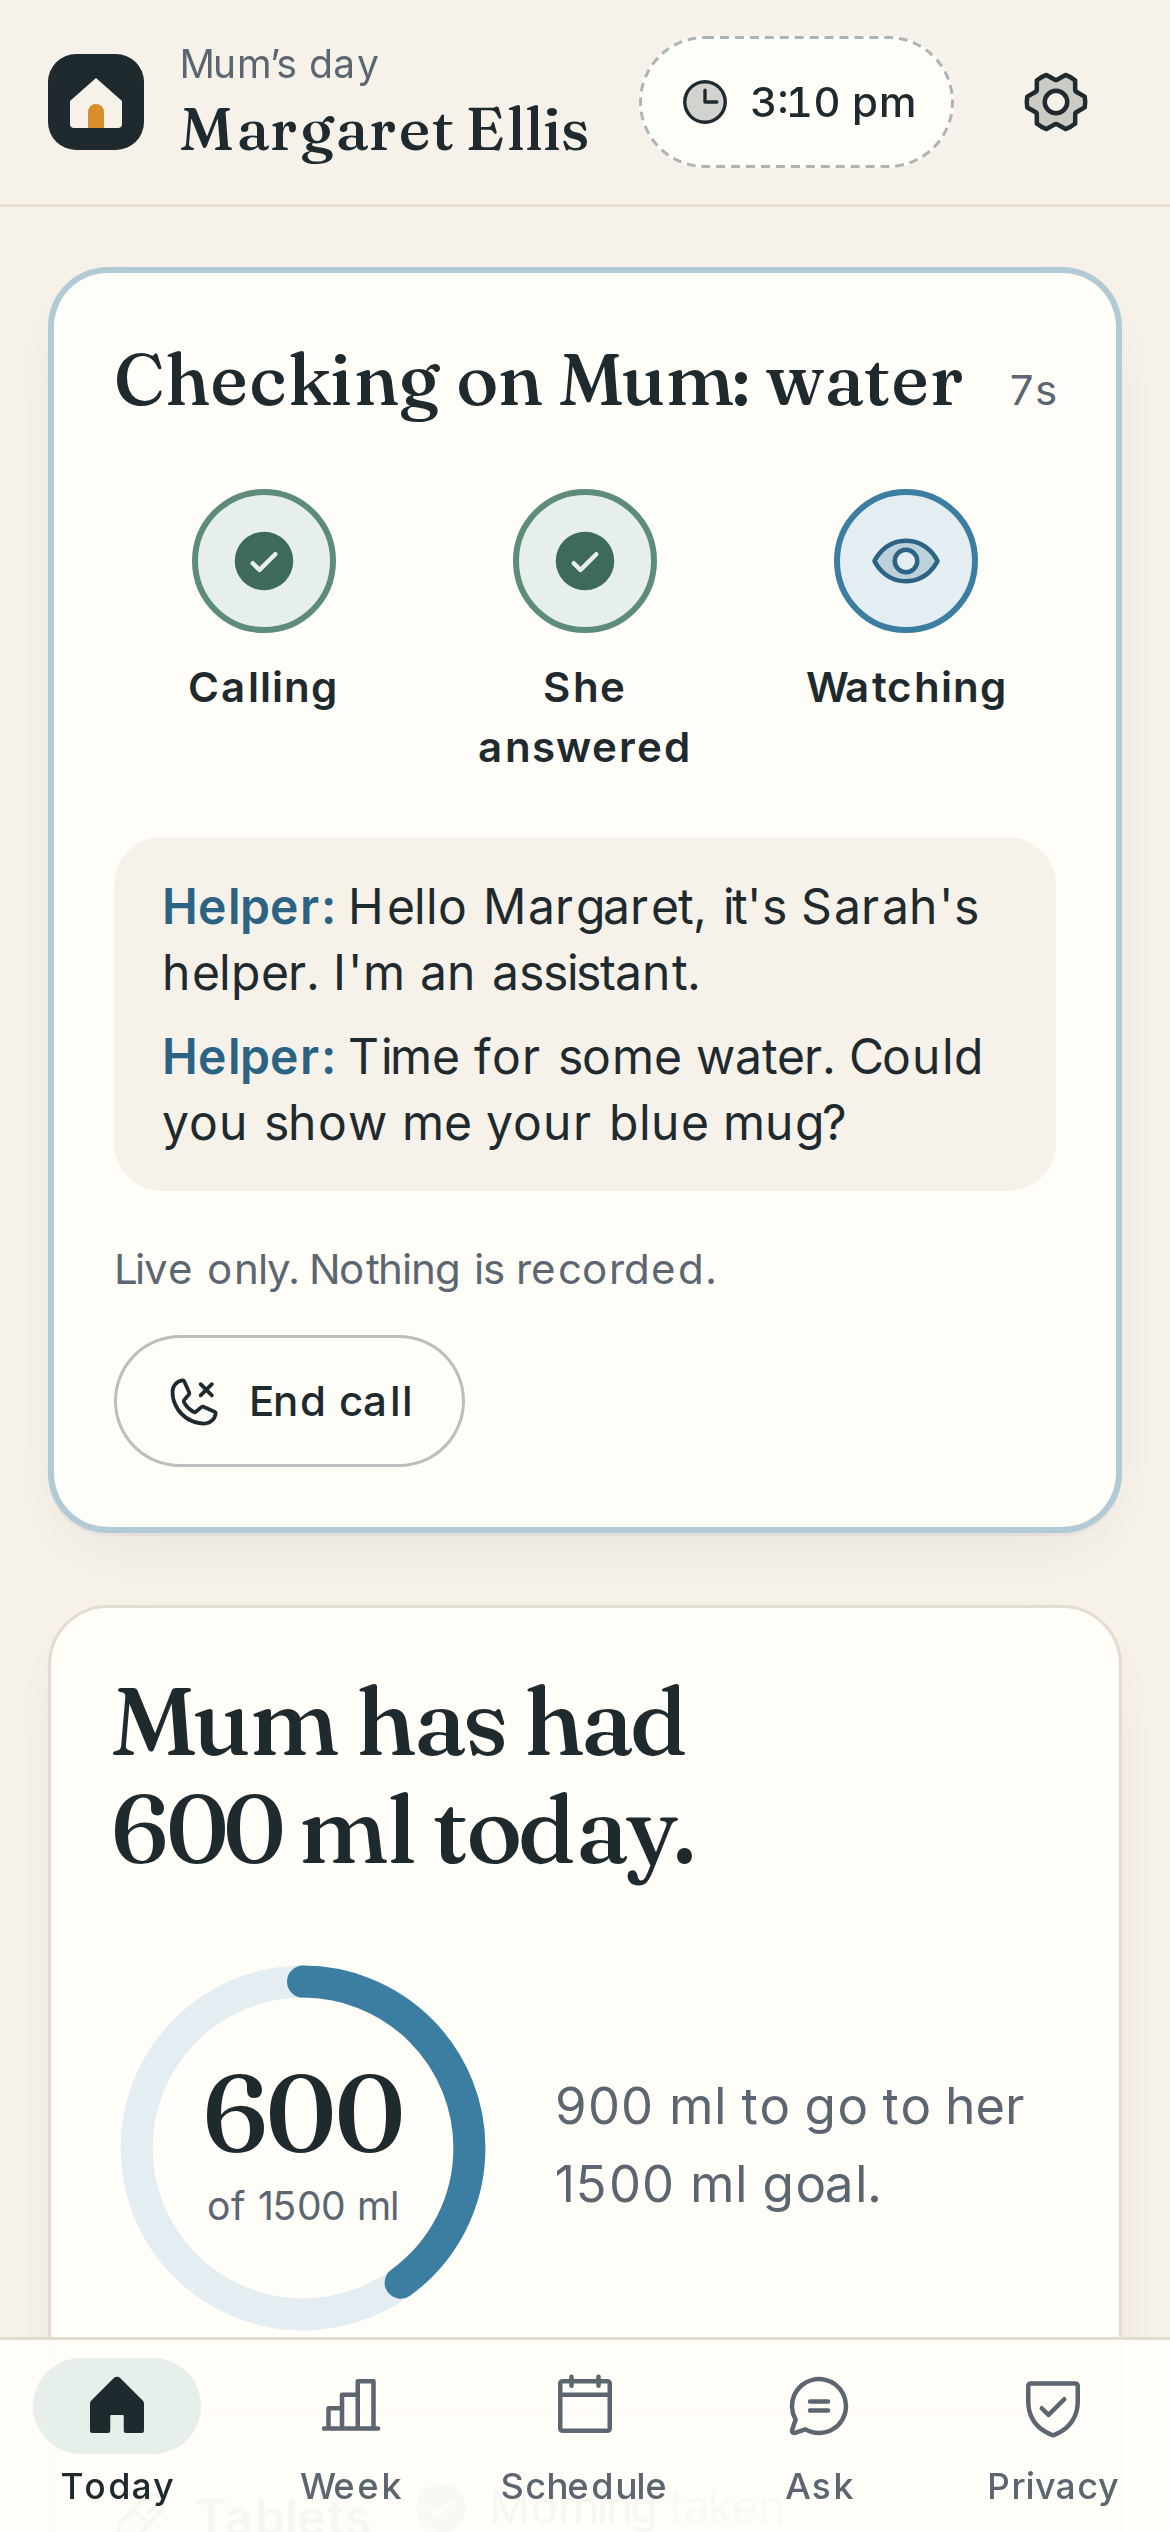 Mum’s day
Margaret Ellis
3:10 pm
Checking on Mum: water 7s
Calling
She
answered
Watching
Helper: Hello Margaret, it's Sarah's
helper. I'm an assistant.
Helper: Time for some water. Could
you show me your blue mug?
Live only. Nothing is recorded.
End call
Mum has had
600 ml today.
600
of 1500 ml
900 ml to go to her
1500 ml goal.
Today
Week
Schedule
Ask
Privacy
Tablets
Morning taken